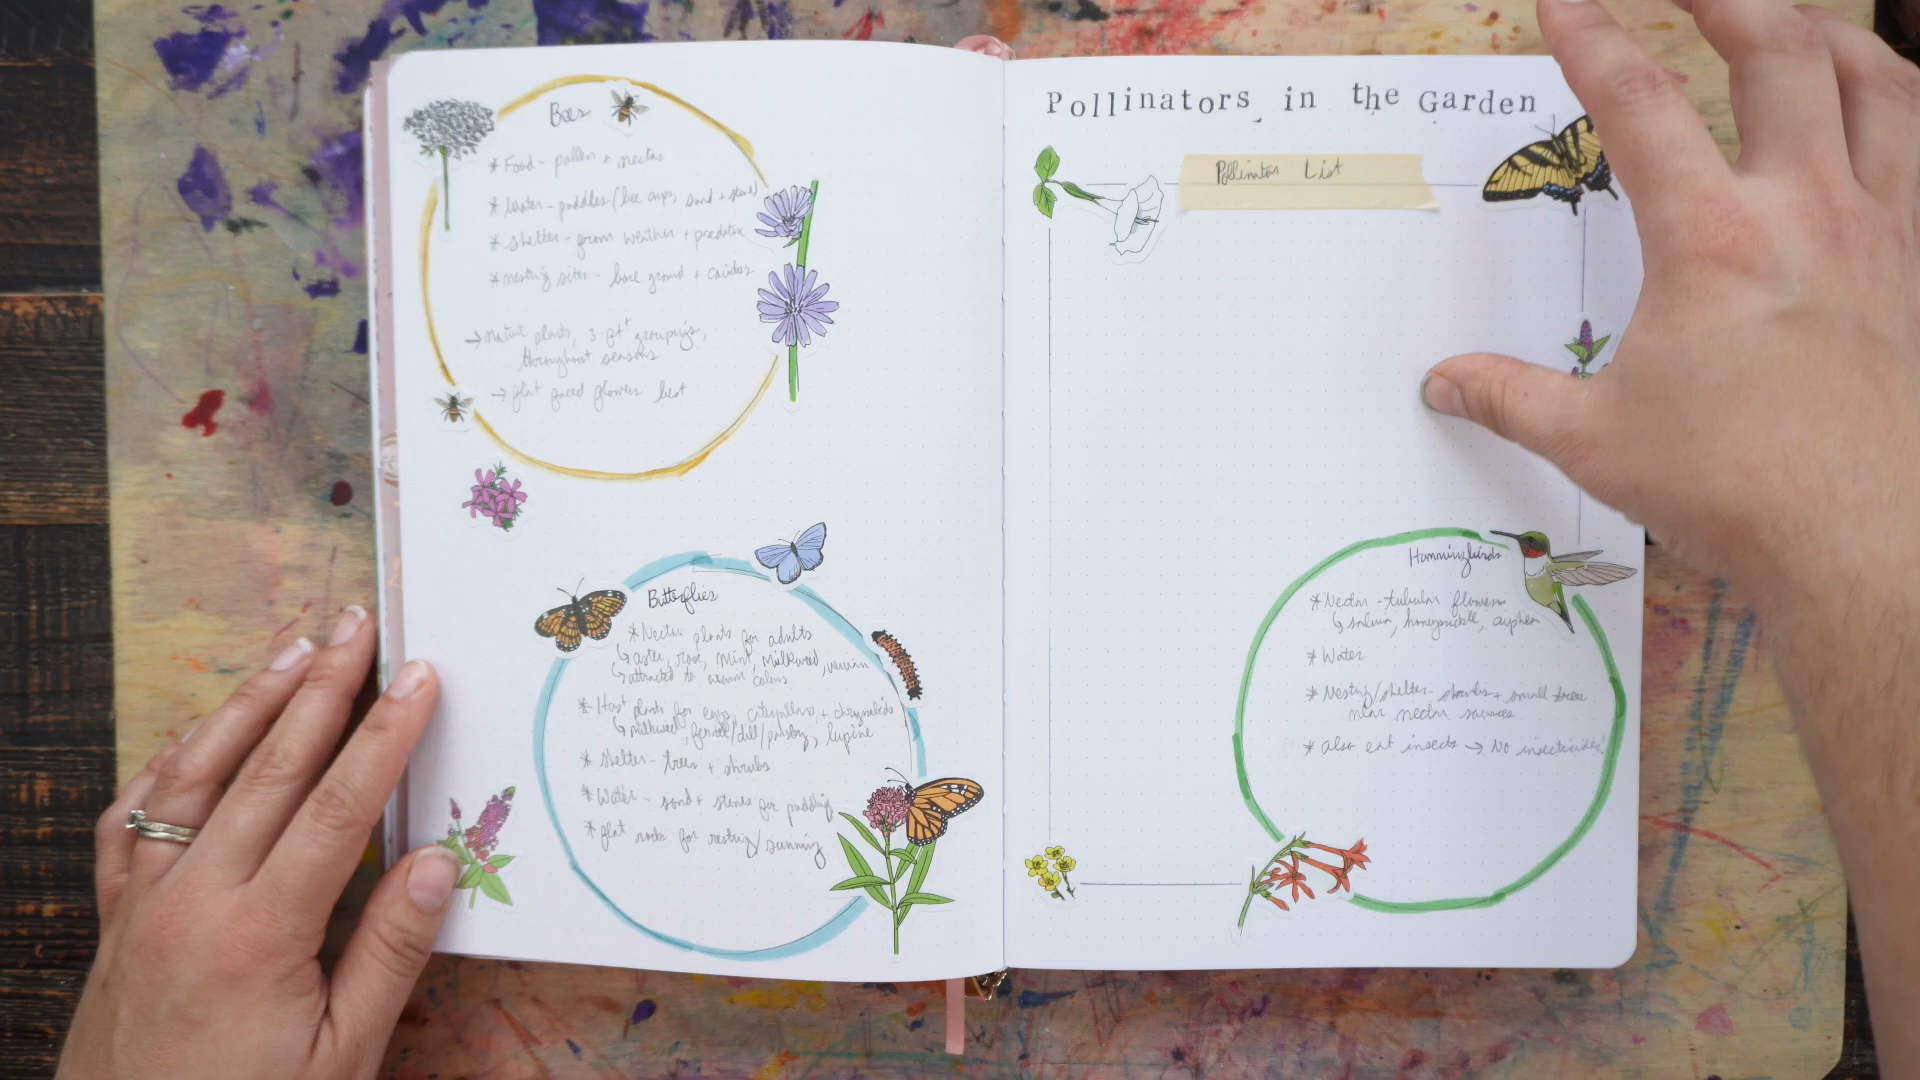 Bees
* Food - pollen + nectar
* Water - puddles (bee cups, sand + stones)
* Shelter - from weather + predators
* nesting sites - bare ground + cavities
→ Native plants, 3-5 ft groupings,
throughout seasons
→ flat faced flowers best
Butterflies
* Nectar plants for adults
↳ aster, rose, mint, milkweed,
↳ attracted to warm colors
* Host plants for eggs, caterpillars + chrysalids
↳ milkweed, fennel/dill/parsley, lupine
* Shelter - trees + shrubs
* Water - sand + stones for puddling
* flat rocks for resting/sunning
Pollinators in the Garden
Pollinator List
Hummingbirds
* Nectar - tubular flowers
↳ salvia, honeysuckle,
* Water
* Nesting/shelter - shrubs + small trees
near nectar sources
* also eat insects → No insecticides!